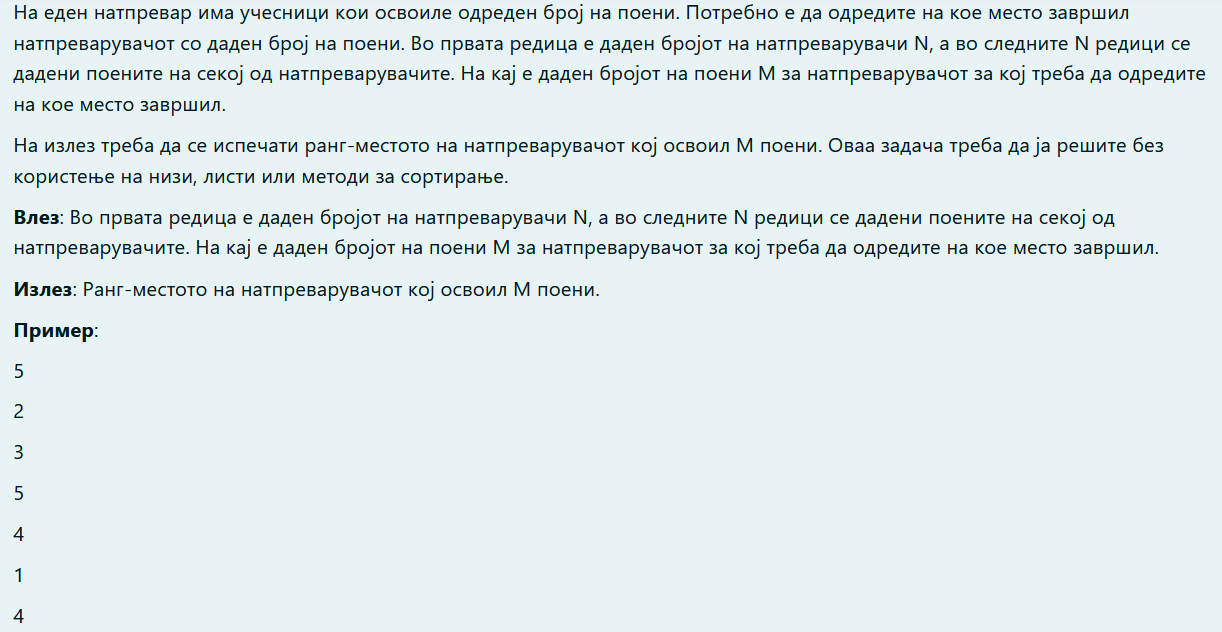 На еден натпревар има учесници кои освоиле одреден број на поени. Потребно е да одредите на кое место завршил
натпреварувачот со даден број на поени. Во првата редица е даден бројот на натпреварувачи N, а во следните N редици се
дадени поените на секој од натпреварувачите. На кај е даден бројот на поени M за натпреварувачот за кој треба да одредите
на кое место завршил.
На излез треба да се испечати ранг-местото на натпреварувачот кој освоил M поени. Оваа задача треба да ја решите без
користење на низи, листи или методи за сортирање.
Влез: Во првата редица е даден бројот на натпреварувачи N, а во следните N редици се дадени поените на секој од
натпреварувачите. На кај е даден бројот на поени M за натпреварувачот за кој треба да одредите на кое место завршил.
Излез: Ранг-местото на натпреварувачот кој освоил M поени.
Пример:
5
2
3
5
4
1
4